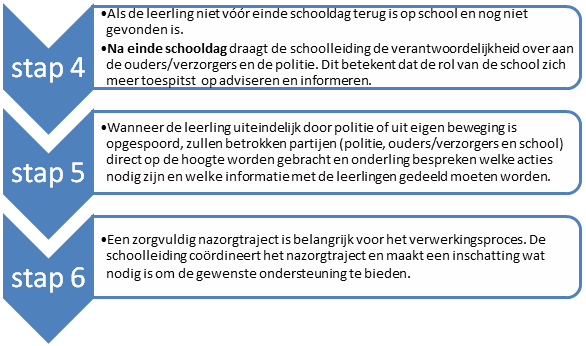 stap 4
•Als de leerling niet vóór einde schooldag terug is op school en nog niet
gevonden is.
•Na einde schooldag draagt de schoolleiding de verantwoordelijkheid over aan
de ouders/verzorgers en de politie. Dit betekent dat de rol van de school zich
meer toespitst op adviseren en informeren.
stap 5
•Wanneer de leerling uiteindelijk door politie of uit eigen beweging is
opgespoord, zullen betrokken partijen (politie, ouders/verzorgers en school)
direct op de hoogte worden gebracht en onderling bespreken welke acties
nodig zijn en welke informatie met de leerlingen gedeeld moeten worden.
stap 6
•Een zorgvuldig nazorgtraject is belangrijk voor het verwerkingsproces. De
schoolleiding coördineert het nazorgtraject en maakt een inschatting wat
nodig is om de gewenste ondersteuning te bieden.